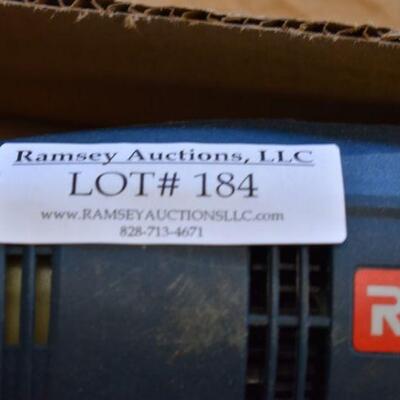 Ramsey Auctions, LLC
LOT# 184
www.RAMSEYAUCTIONSLLC.com
828-713-4671
R